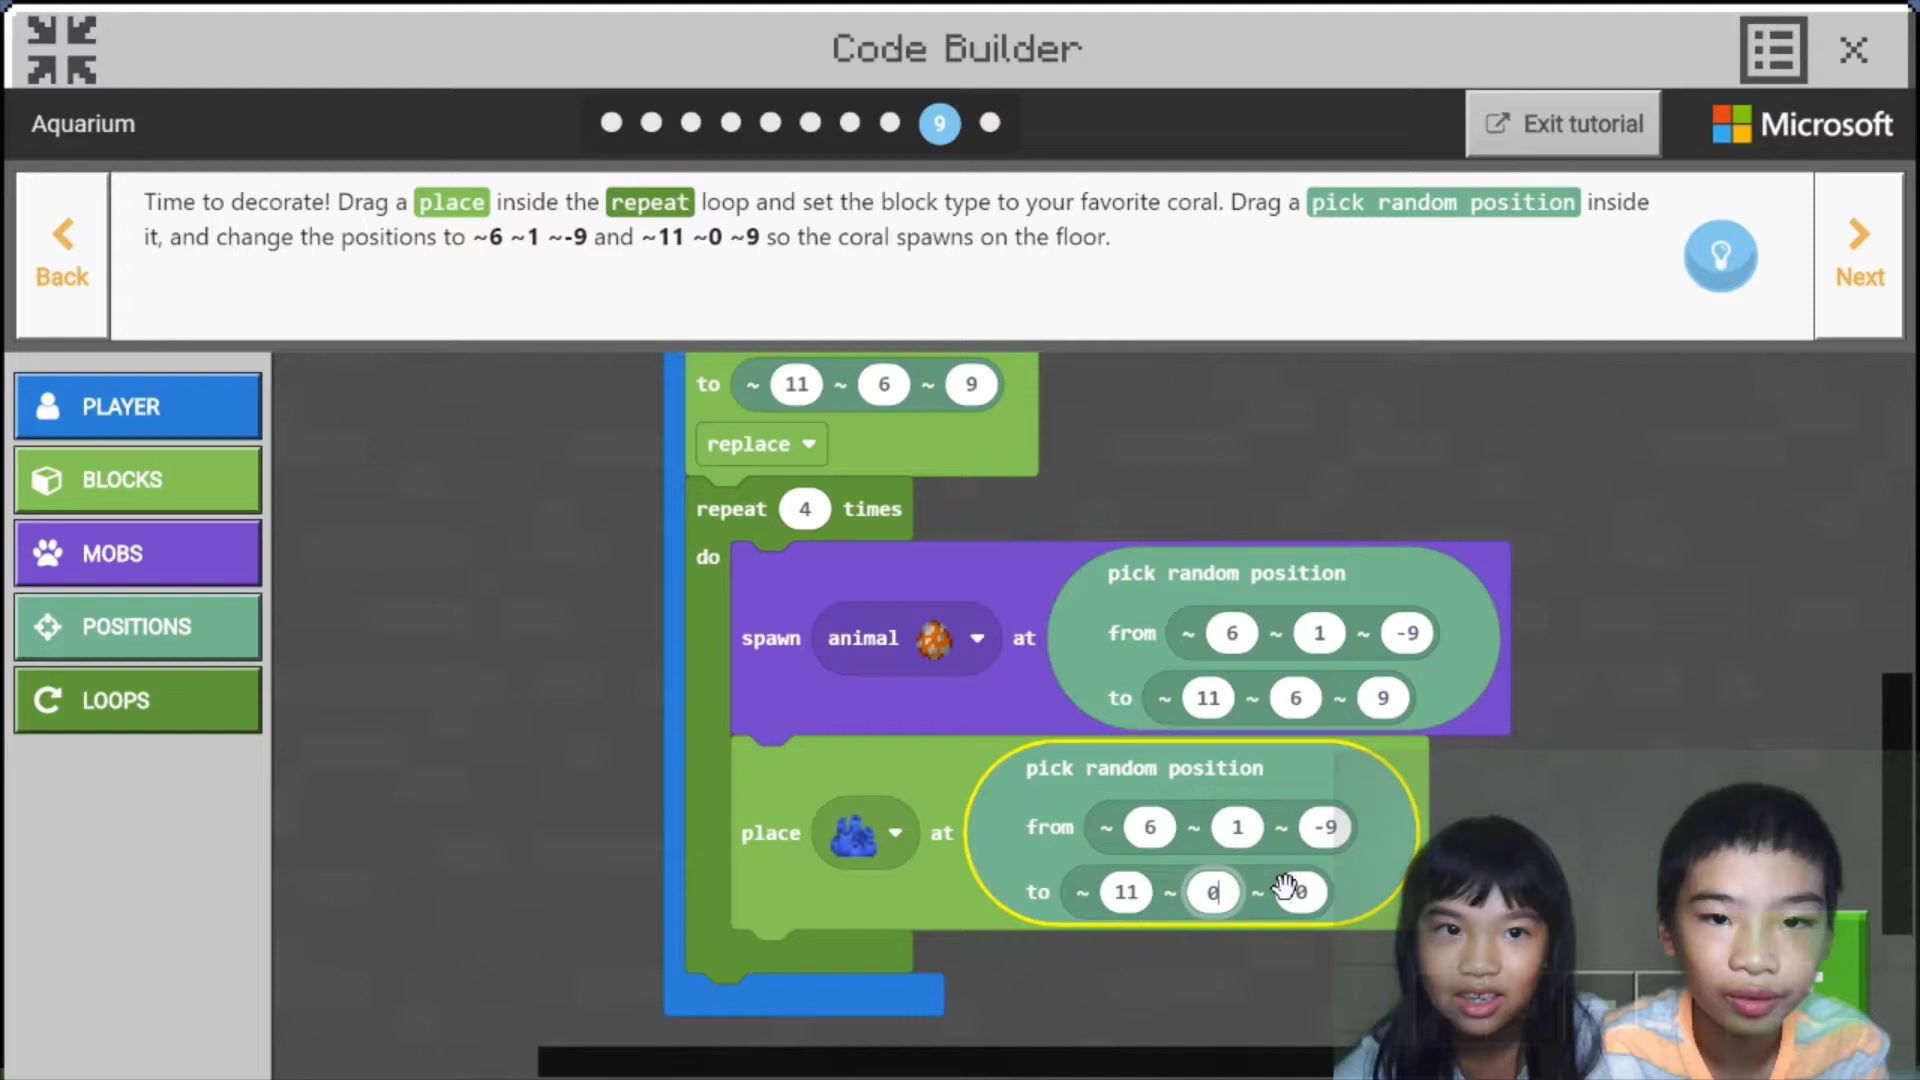 Code Builder
Aquarium
9
Exit tutorial
Microsoft
Back
Time to decorate! Drag a place inside the repeat loop and set the block type to your favorite coral. Drag a pick random position inside
it, and change the positions to ~6 ~1 ~-9 and ~11 ~0 ~9 so the coral spawns on the floor.
Next
PLAYER
BLOCKS
MOBS
POSITIONS
LOOPS
to ~ 11 ~ 6 ~ 9
replace
repeat 4 times
do
pick random position
spawn animal at
from ~ 6 ~ 1 ~ -9
to ~ 11 ~ 6 ~ 9
pick random position
place at
from ~ 6 ~ 1 ~ -9
to ~ 11 ~ 0 ~ 0